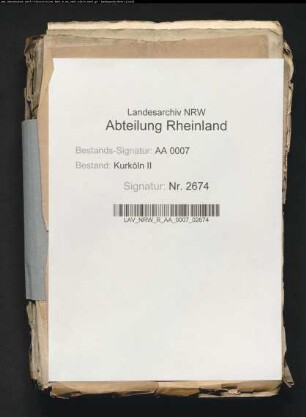 Landesarchiv NRW
Abteilung Rheinland
Bestands-Signatur: AA 0007
Bestand: Kurköln II
Signatur: Nr. 2674
LAV_NRW_R_AA_0007_02674